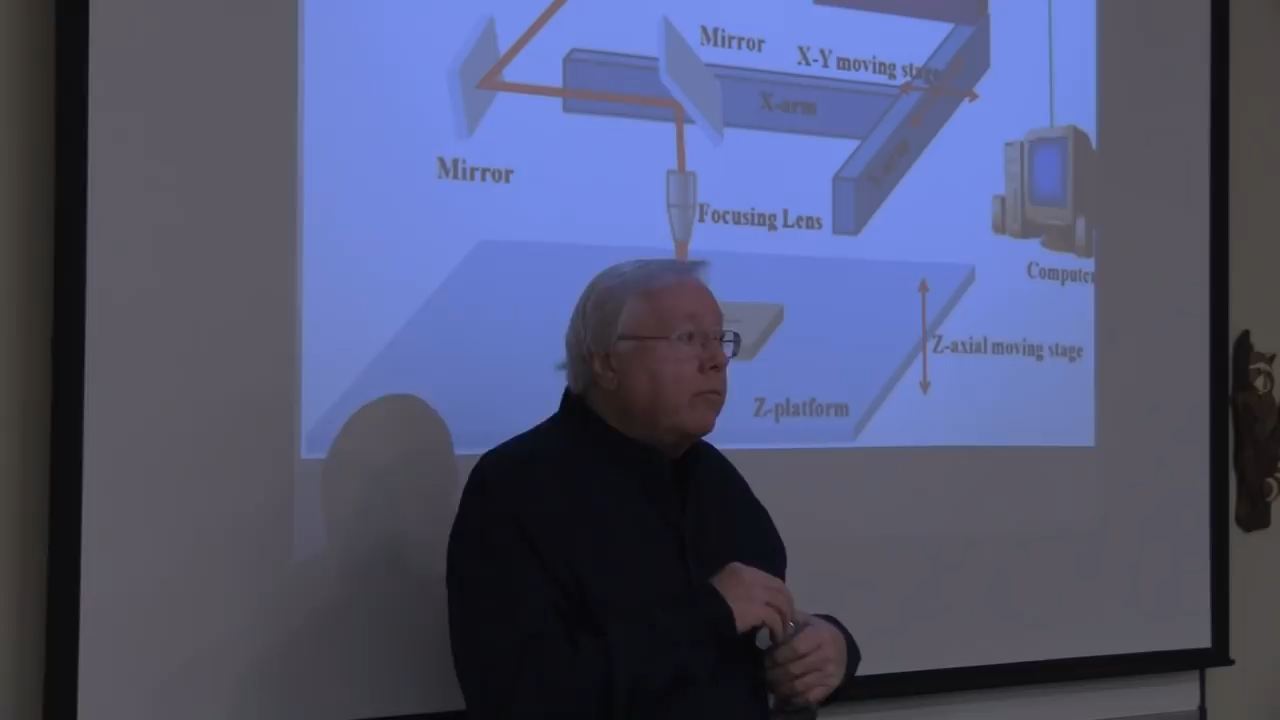 Mirror
X-Y moving stage
X-arm
Mirror
Focusing Lens
Computer
Z-axial moving stage
Z-platform